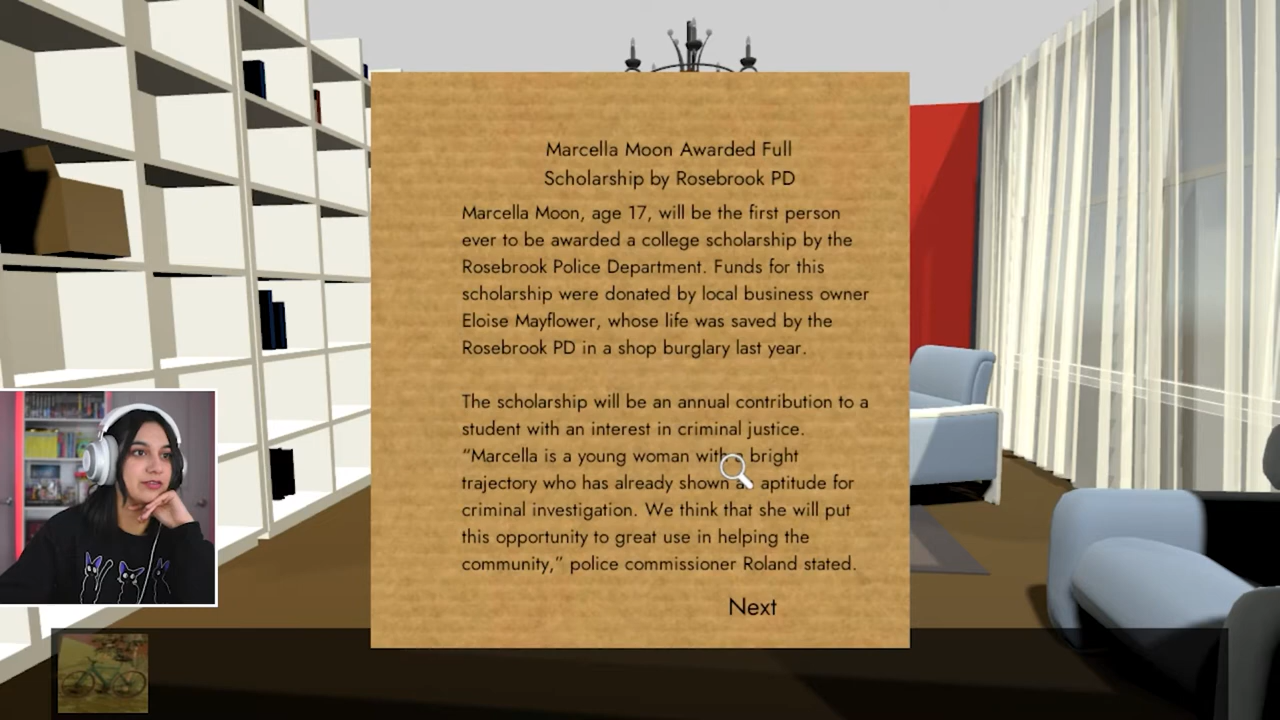 Marcella Moon Awarded Full
Scholarship by Rosebrook PD
Marcella Moon, age 17, will be the first person
ever to be awarded a college scholarship by the
Rosebrook Police Department. Funds for this
scholarship were donated by local business owner
Eloise Mayflower, whose life was saved by the
Rosebrook PD in a shop burglary last year.
The scholarship will be an annual contribution to a
student with an interest in criminal justice.
“Marcella is a young woman with a bright
trajectory who has already shown an aptitude for
criminal investigation. We think that she will put
this opportunity to great use in helping the
community,” police commissioner Roland stated.
Next